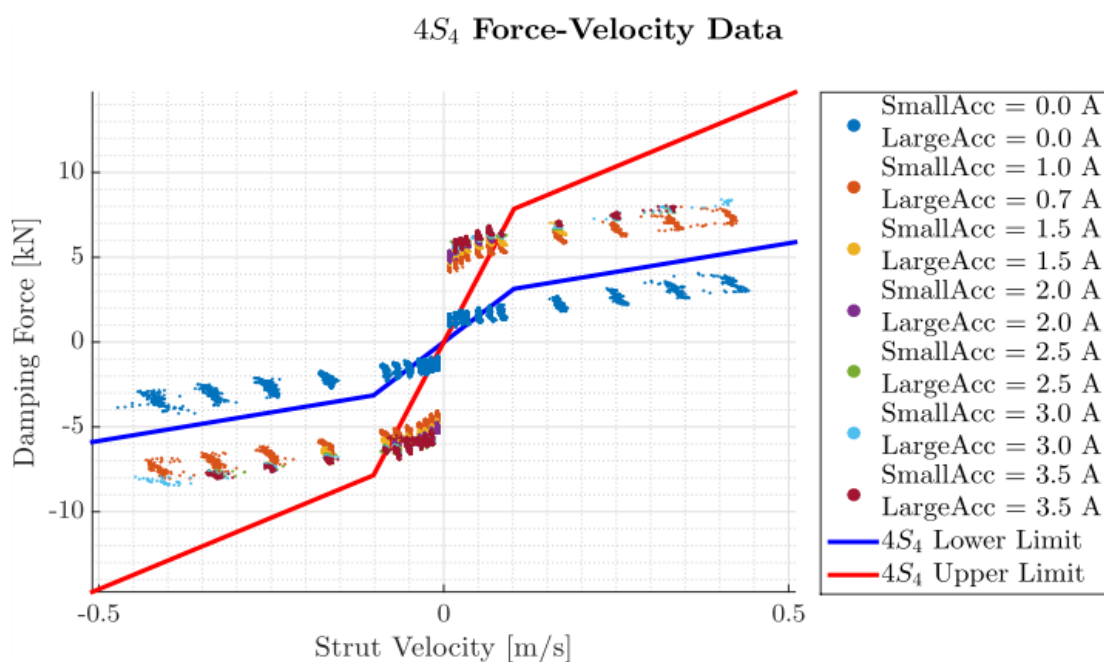 4S₄ Force-Velocity Data
Damping Force [kN]
10
5
0
-5
-10
-0.5
0
0.5
Strut Velocity [m/s]
SmallAcc = 0.0 A
LargeAcc = 0.0 A
SmallAcc = 1.0 A
LargeAcc = 0.7 A
SmallAcc = 1.5 A
LargeAcc = 1.5 A
SmallAcc = 2.0 A
LargeAcc = 2.0 A
SmallAcc = 2.5 A
LargeAcc = 2.5 A
SmallAcc = 3.0 A
LargeAcc = 3.0 A
SmallAcc = 3.5 A
LargeAcc = 3.5 A
4S₄ Lower Limit
4S₄ Upper Limit